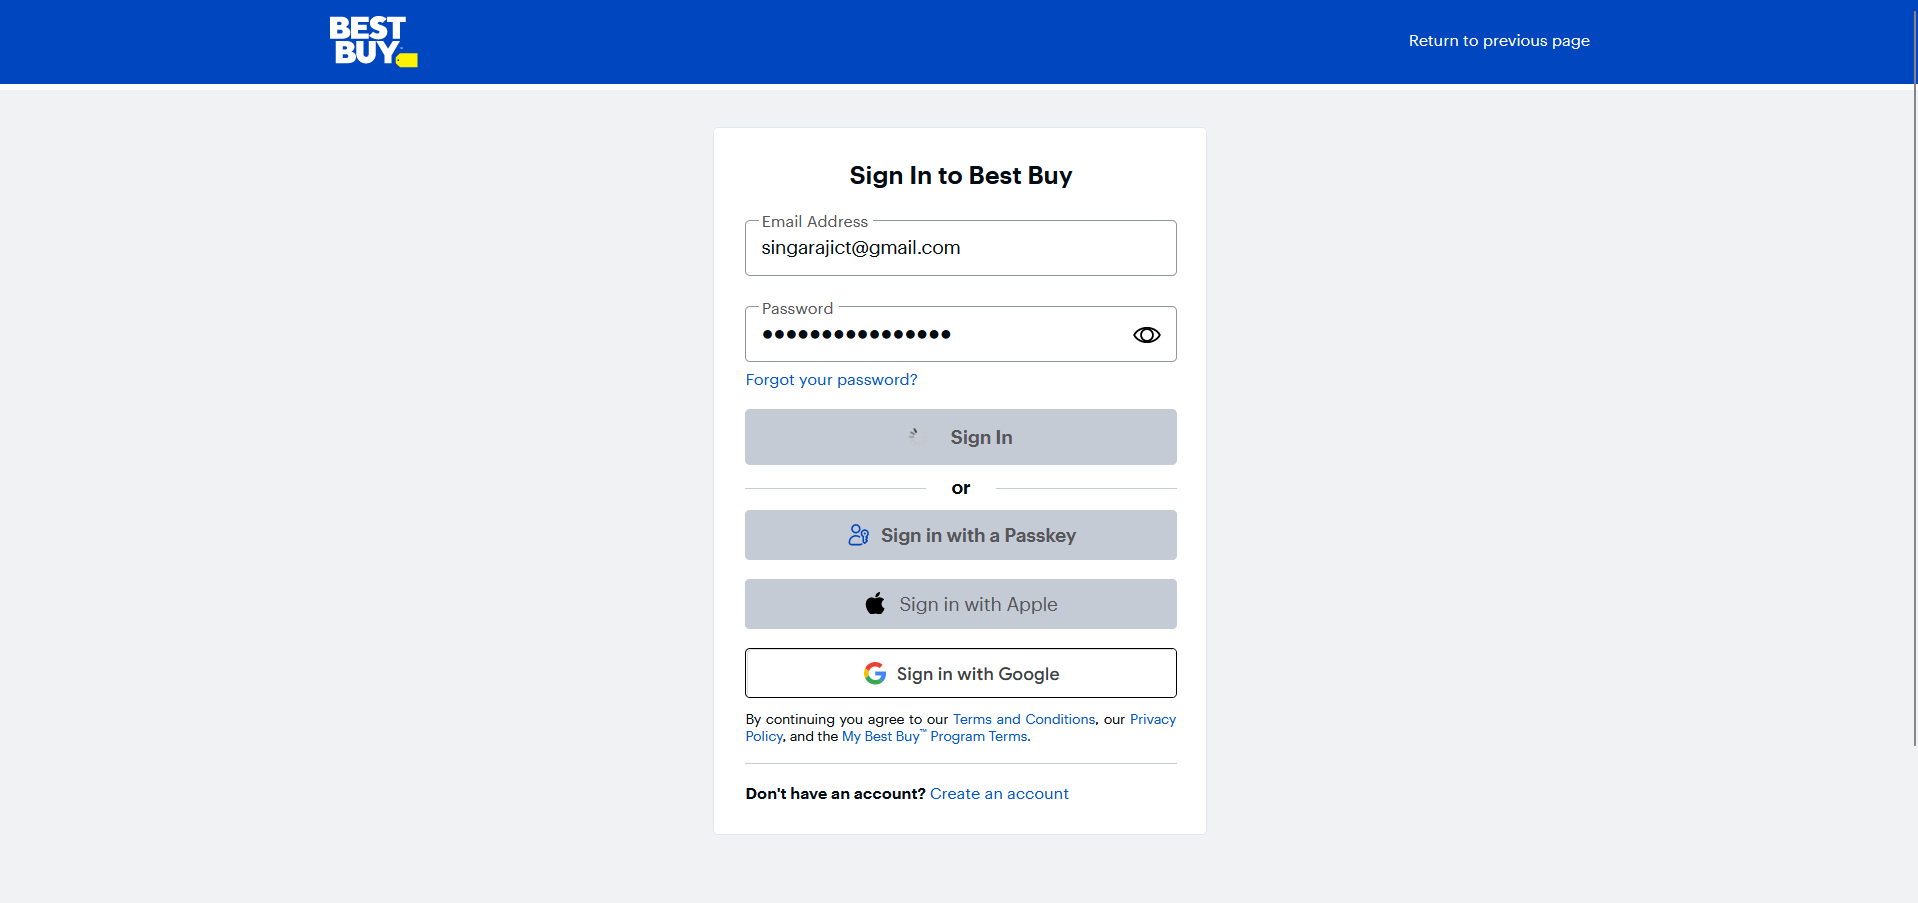 BEST
BUY
Return to previous page
Sign In to Best Buy
Email Address
singarajict@gmail.com
Password
●●●●●●●●●●●●●●●●
Forgot your password?
Sign In
or
Sign in with a Passkey
Sign in with Apple
Sign in with Google
By continuing you agree to our Terms and Conditions, our Privacy
Policy, and the My Best Buy™ Program Terms.
Don't have an account? Create an account